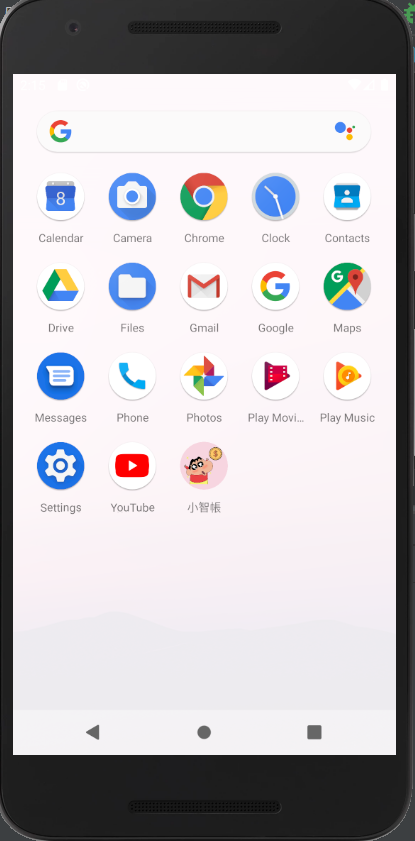 8
Calendar
Camera
Chrome
Clock
Contacts
Drive
Files
Gmail
Google
Maps
Messages
Phone
Photos
Play Movi...
Play Music
Settings
YouTube
小智帳